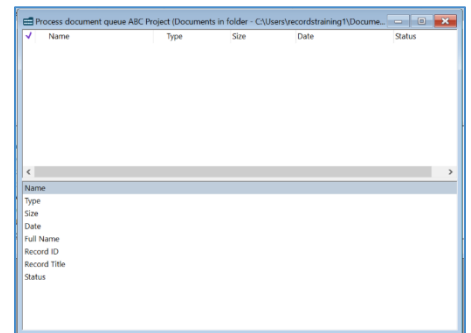 Process document queue ABC Project (Documents in folder - C:\Users\recordstraining1\Docume...
Name Type Size Date Status
Name
Type
Size
Date
Full Name
Record ID
Record Title
Status